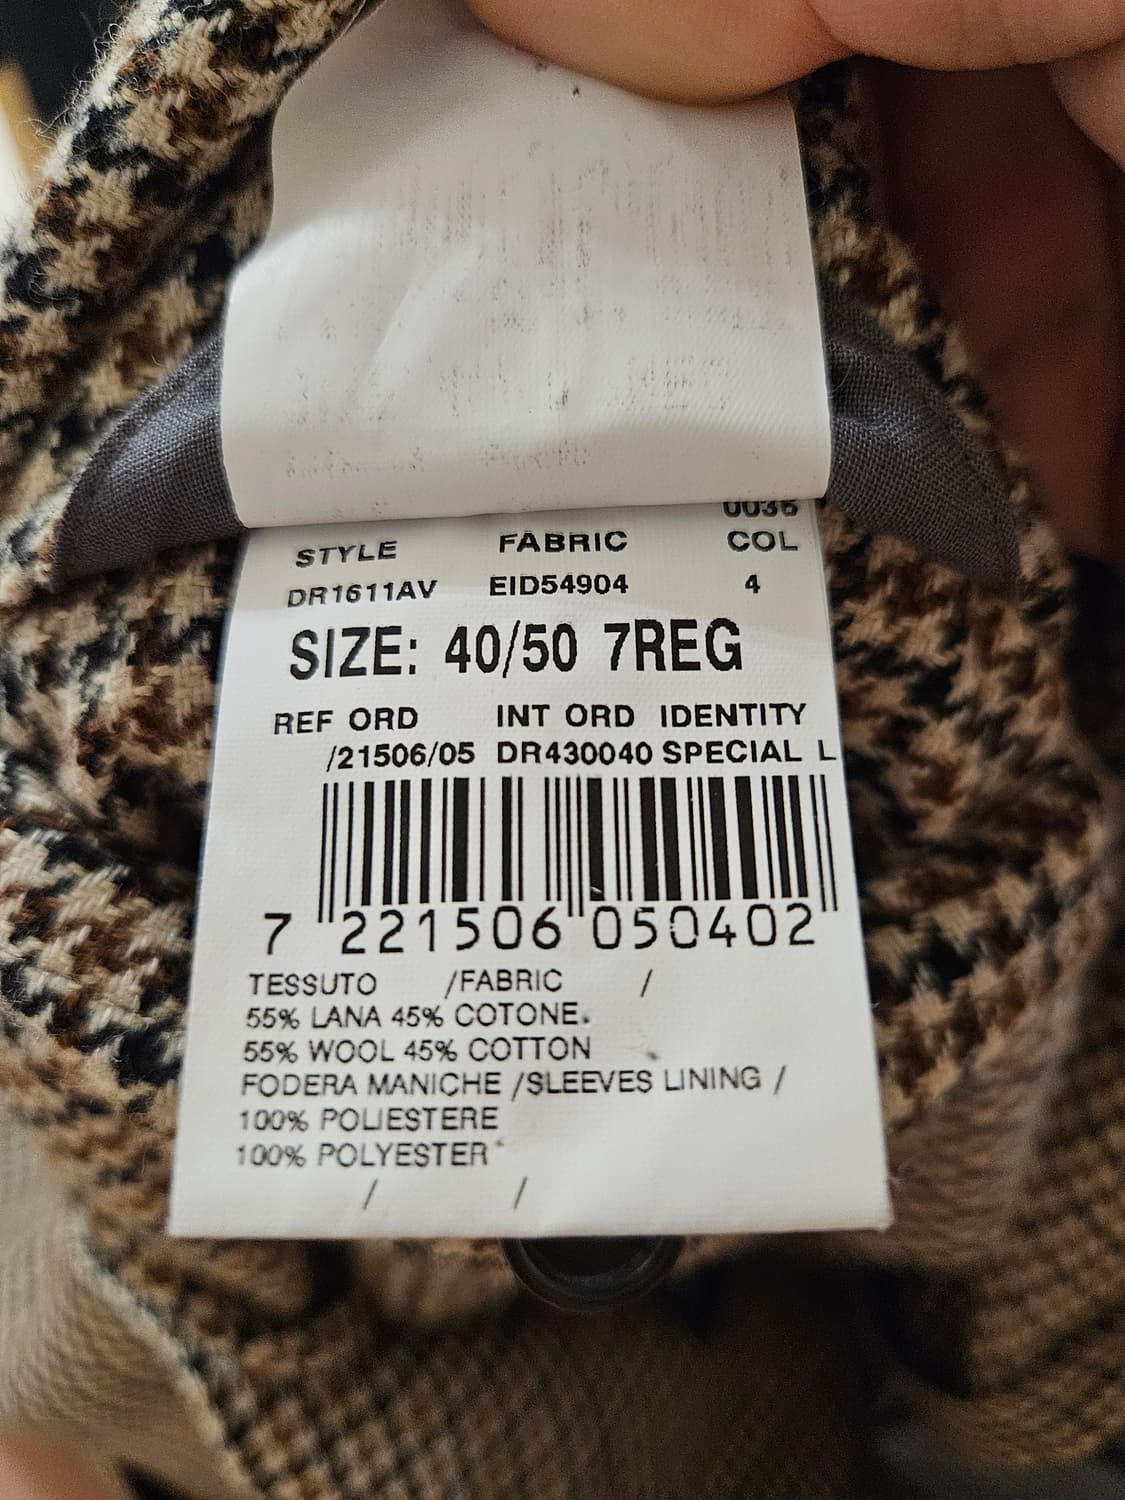 0036
STYLE FABRIC COL
DR1611AV EID54904 4
SIZE: 40/50 7REG
REF ORD INT ORD IDENTITY
/21506/05 DR430040 SPECIAL L
7 221506 050402
TESSUTO /FABRIC /
55% LANA 45% COTONE.
55% WOOL 45% COTTON
FODERA MANICHE /SLEEVES LINING /
100% POLIESTERE
100% POLYESTER
/ /